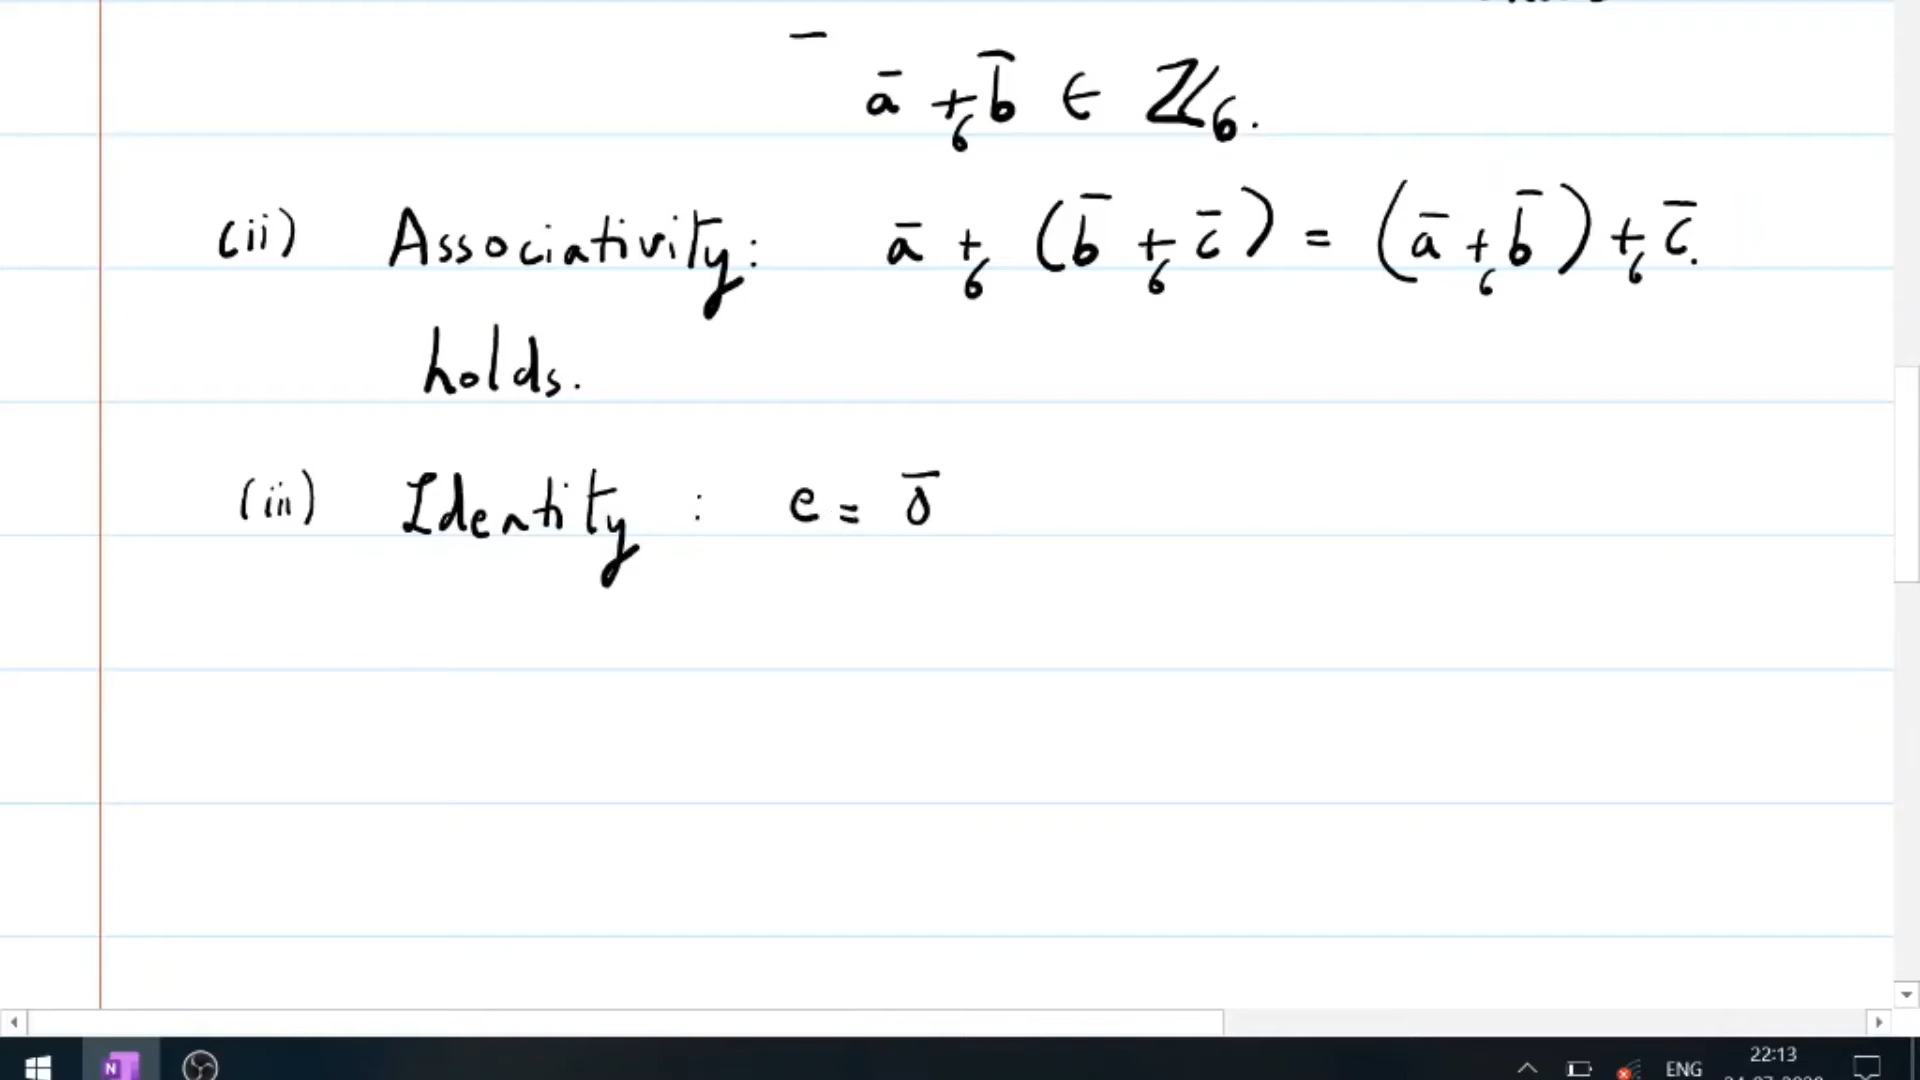 ā +₆ b̄ ∈ ℤ₆.
(ii) Associativity: ā +₆ (b̄ +₆ c̄) = (ā +₆ b̄) +₆ c̄.
holds.
(iii) Identity : e = 0̄
N
ENG
22:13